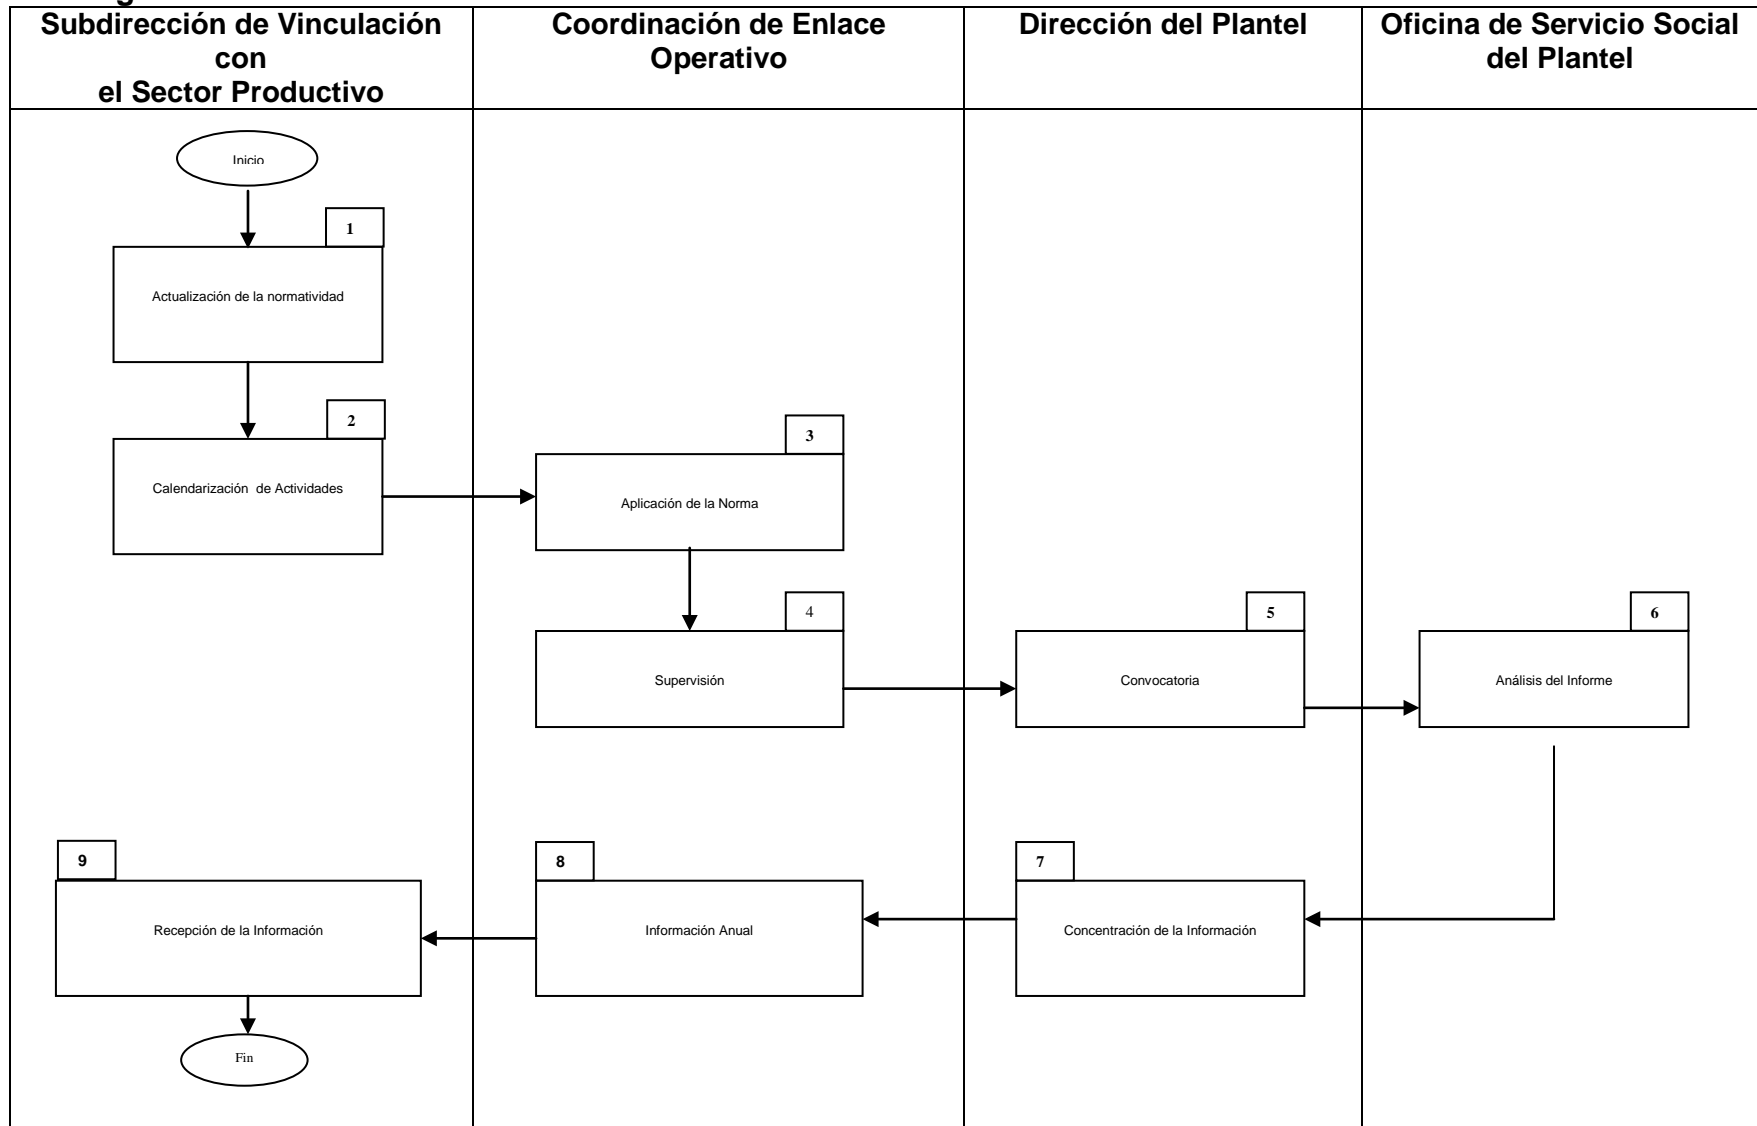 Subdirección de Vinculación
con
el Sector Productivo
Coordinación de Enlace
Operativo
Dirección del Plantel
Oficina de Servicio Social
del Plantel
Inicio
1
Actualización de la normatividad
2
Calendarización  de Actividades
3
Aplicación de la Norma
4
Supervisión
5
Convocatoria
6
Análisis del Informe
7
Concentración de la Información
8
Información Anual
9
Recepción de la Información
Fin